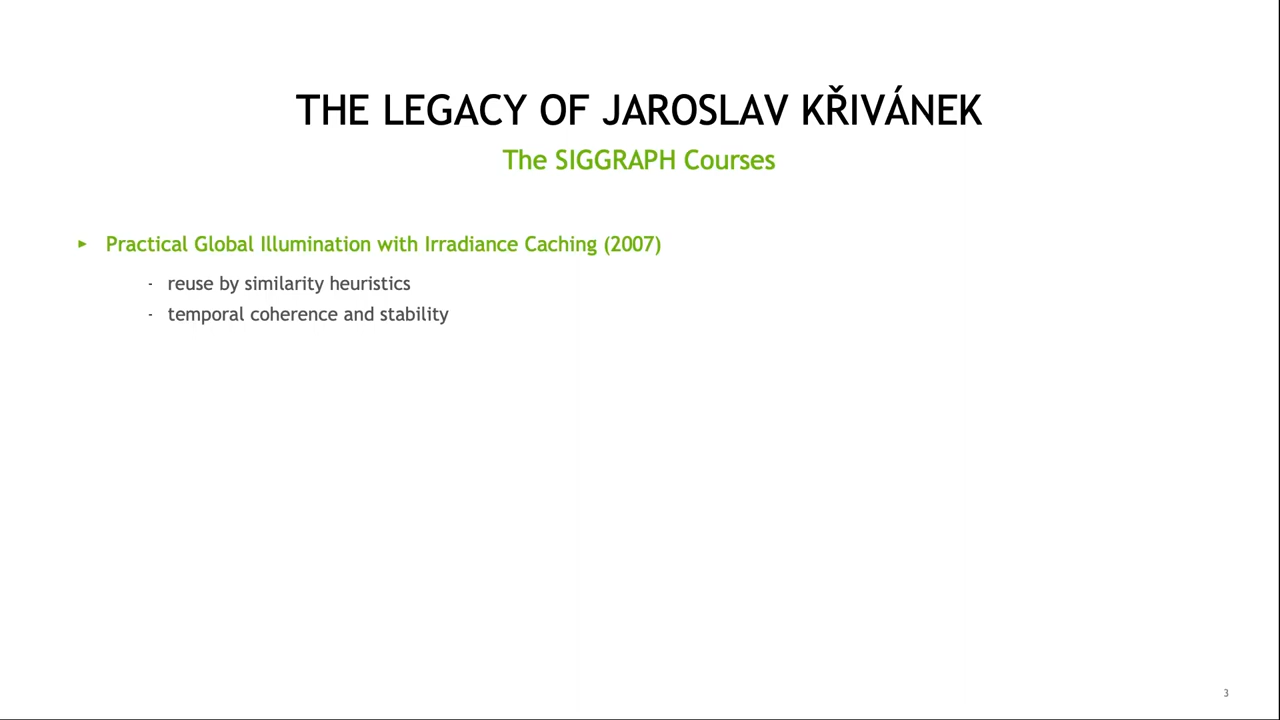 THE LEGACY OF JAROSLAV KŘIVÁNEK
The SIGGRAPH Courses
▸ Practical Global Illumination with Irradiance Caching (2007)
- reuse by similarity heuristics
- temporal coherence and stability
3